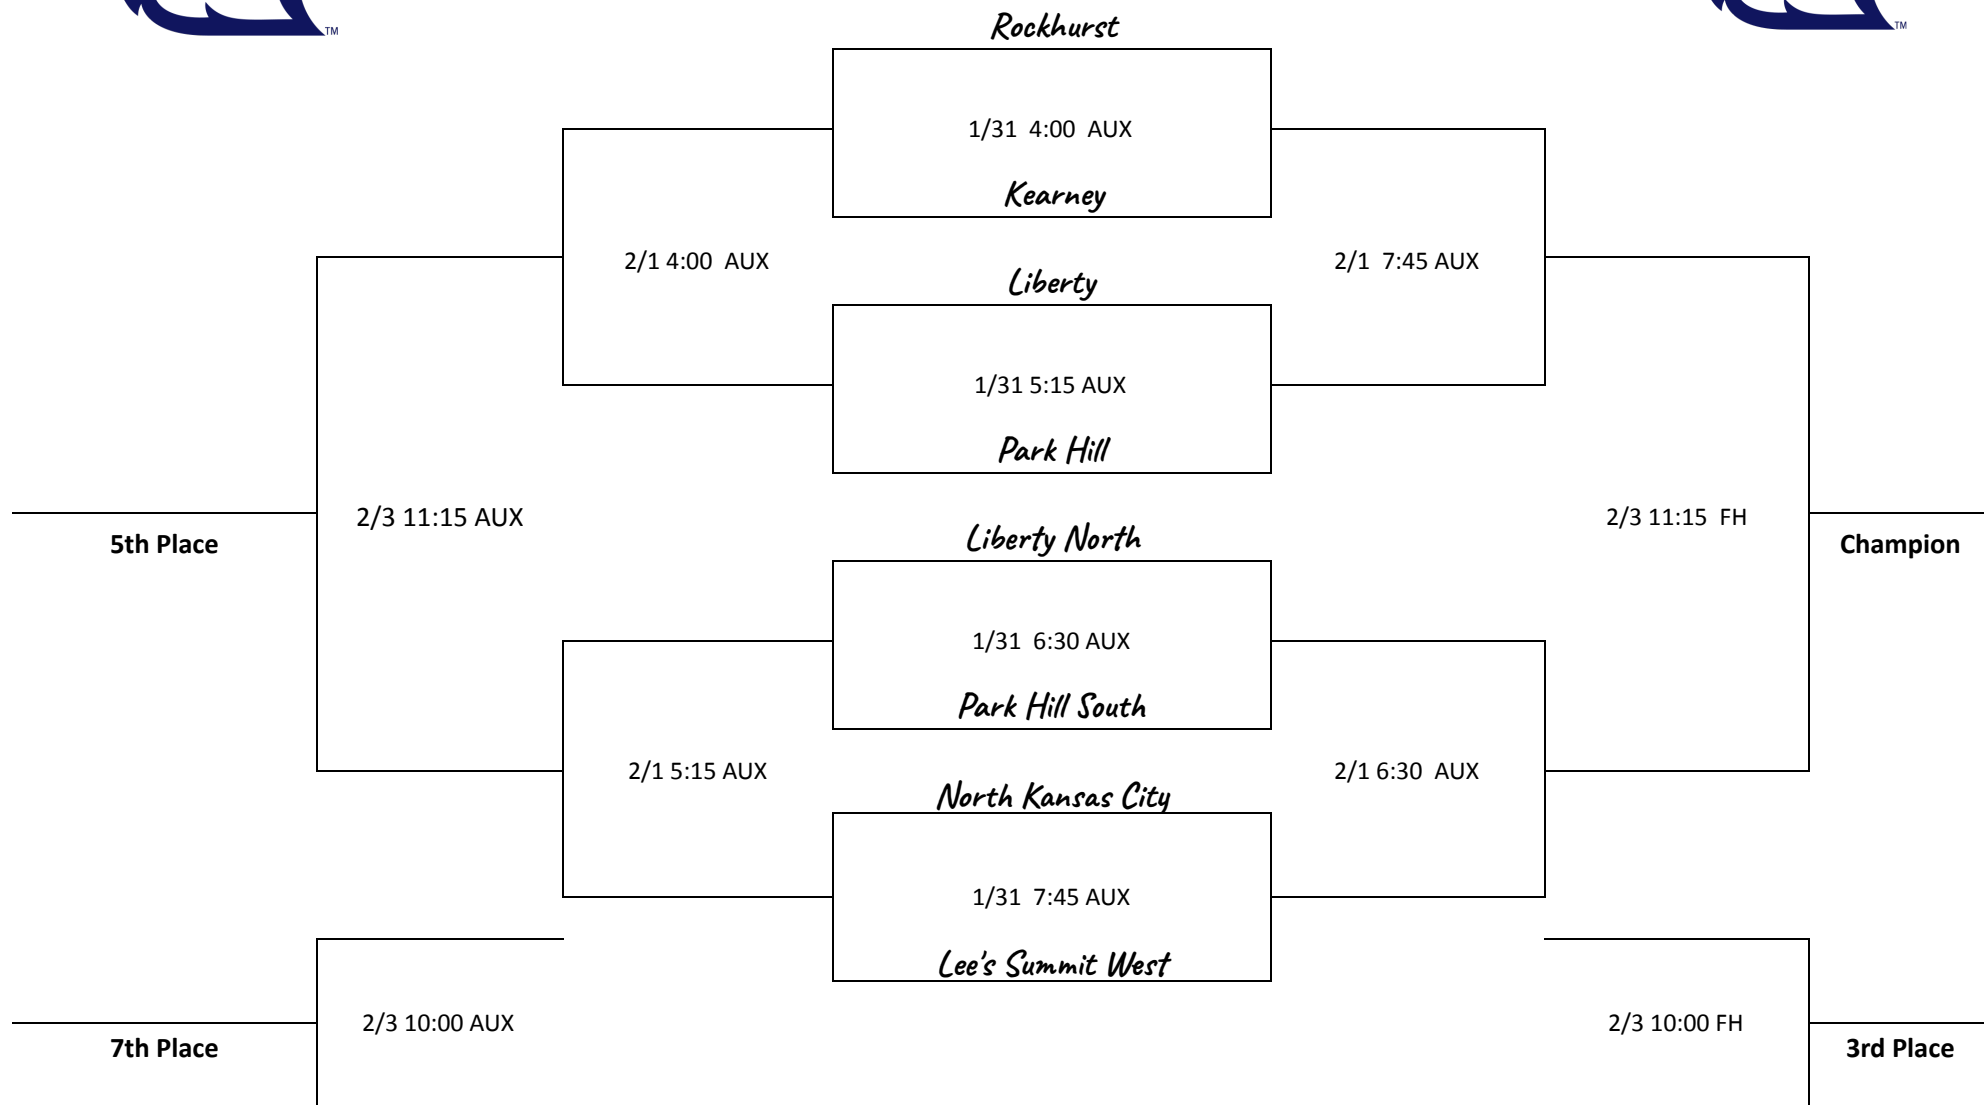 TM
TM
Rockhurst
1/31 4:00 AUX
Kearney
2/1 4:00 AUX
2/1 7:45 AUX
Liberty
1/31 5:15 AUX
Park Hill
2/3 11:15 AUX
2/3 11:15 FH
5th Place
Champion
Liberty North
1/31 6:30 AUX
Park Hill South
2/1 5:15 AUX
2/1 6:30 AUX
North Kansas City
1/31 7:45 AUX
Lee's Summit West
2/3 10:00 AUX
2/3 10:00 FH
7th Place
3rd Place